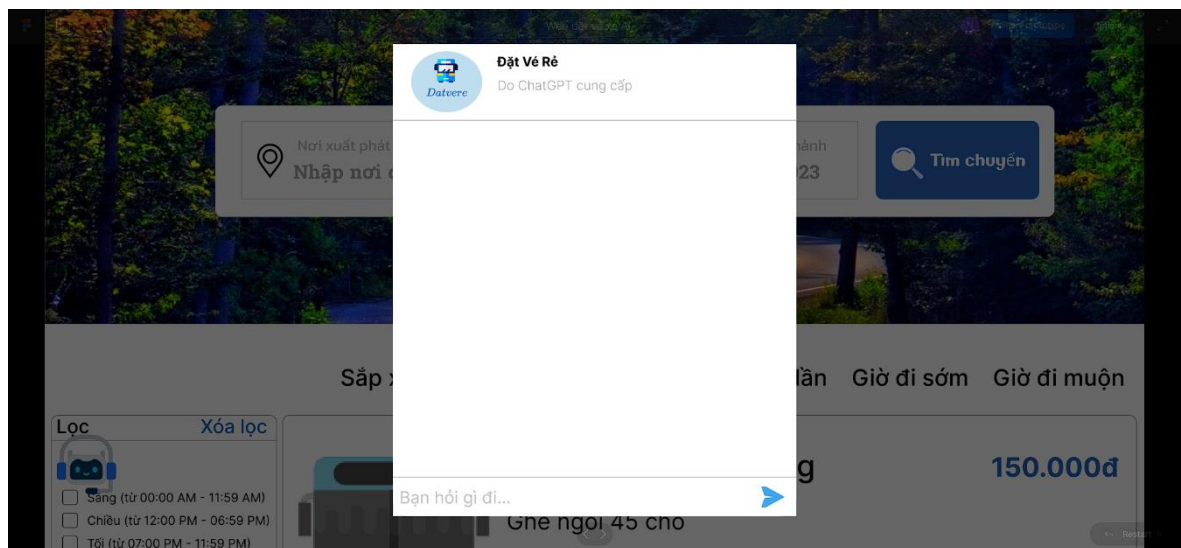 Đặt Vé Rẻ
Datvere
Do ChatGPT cung cấp
Nơi xuất phát
ành
Nhập nơi
23
Tìm chuyến
Sắp
lần Giờ đi sớm Giờ đi muộn
Lọc Xóa lọc
g
150.000đ
Sáng (từ 00:00 AM - 11:59 AM)
Chiều (từ 12:00 PM - 06:59 PM)
Tối (từ 07:00 PM - 11:59 PM)
Bạn hỏi gì đi...
Ghế ngồi 45 chỗ
Restart